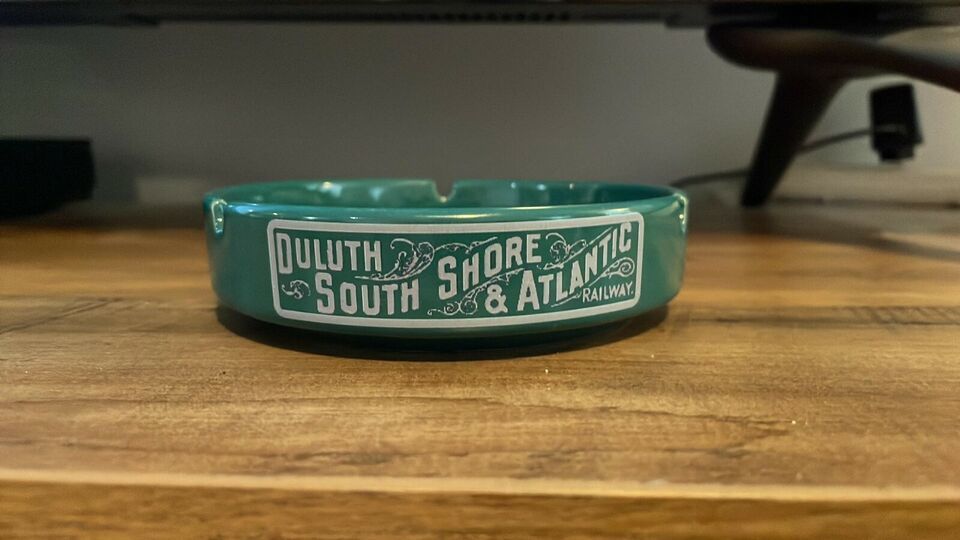 DULUTH SHORE ATLANTIC
SOUTH & RAILWAY.